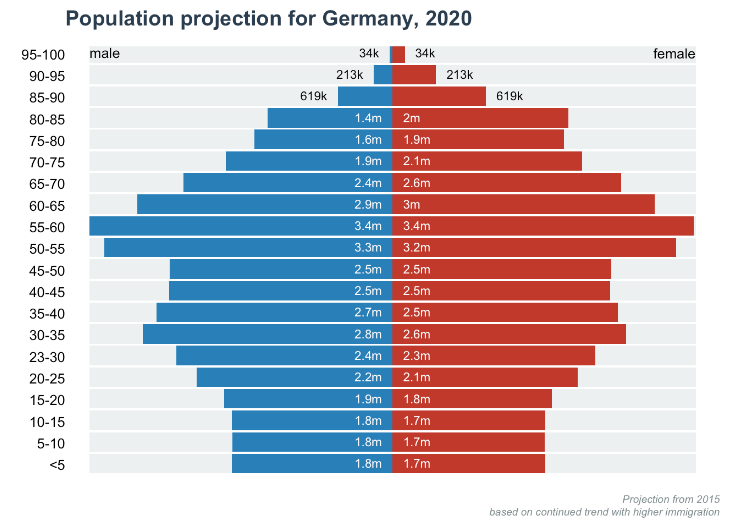 Population projection for Germany, 2020
95-100 male 34k 34k female
90-95 213k 213k
85-90 619k 619k
80-85 1.4m 2m
75-80 1.6m 1.9m
70-75 1.9m 2.1m
65-70 2.4m 2.6m
60-65 2.9m 3m
55-60 3.4m 3.4m
50-55 3.3m 3.2m
45-50 2.5m 2.5m
40-45 2.5m 2.5m
35-40 2.7m 2.5m
30-35 2.8m 2.6m
23-30 2.4m 2.3m
20-25 2.2m 2.1m
15-20 1.9m 1.8m
10-15 1.8m 1.7m
5-10 1.8m 1.7m
<5 1.8m 1.7m
Projection from 2015
based on continued trend with higher immigration